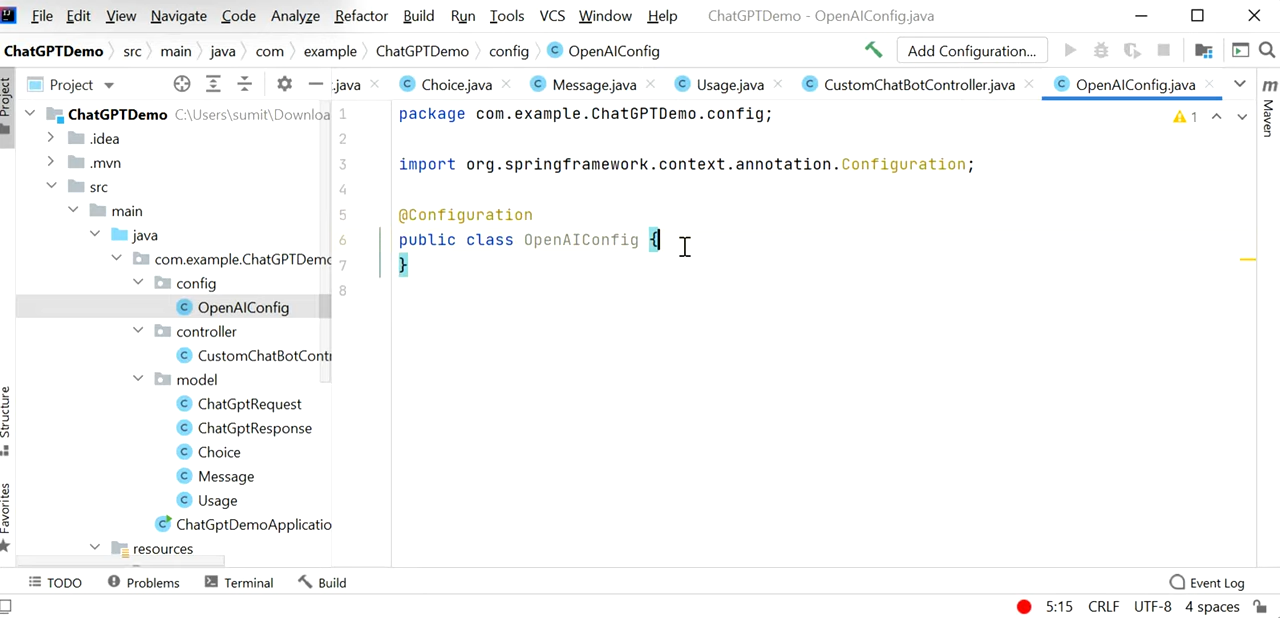 File Edit View Navigate Code Analyze Refactor Build Run Tools VCS Window Help ChatGPTDemo - OpenAIConfig.java
ChatGPTDemo src main java com example ChatGPTDemo config OpenAIConfig Add Configuration...
Project .java Choice.java Message.java Usage.java CustomChatBotController.java OpenAIConfig.java
Project
Structure
Favorites
ChatGPTDemo C:\Users\sumit\Downloa
.idea
.mvn
src
main
java
com.example.ChatGPTDemo
config
OpenAIConfig
controller
CustomChatBotContr
model
ChatGptRequest
ChatGptResponse
Choice
Message
Usage
ChatGptDemoApplicatio
resources
1 package com.example.ChatGPTDemo.config;
2
3 import org.springframework.context.annotation.Configuration;
4
5 @Configuration
6 public class OpenAIConfig {
7 }
8
1
m
Maven
TODO Problems Terminal Build Event Log
5:15 CRLF UTF-8 4 spaces